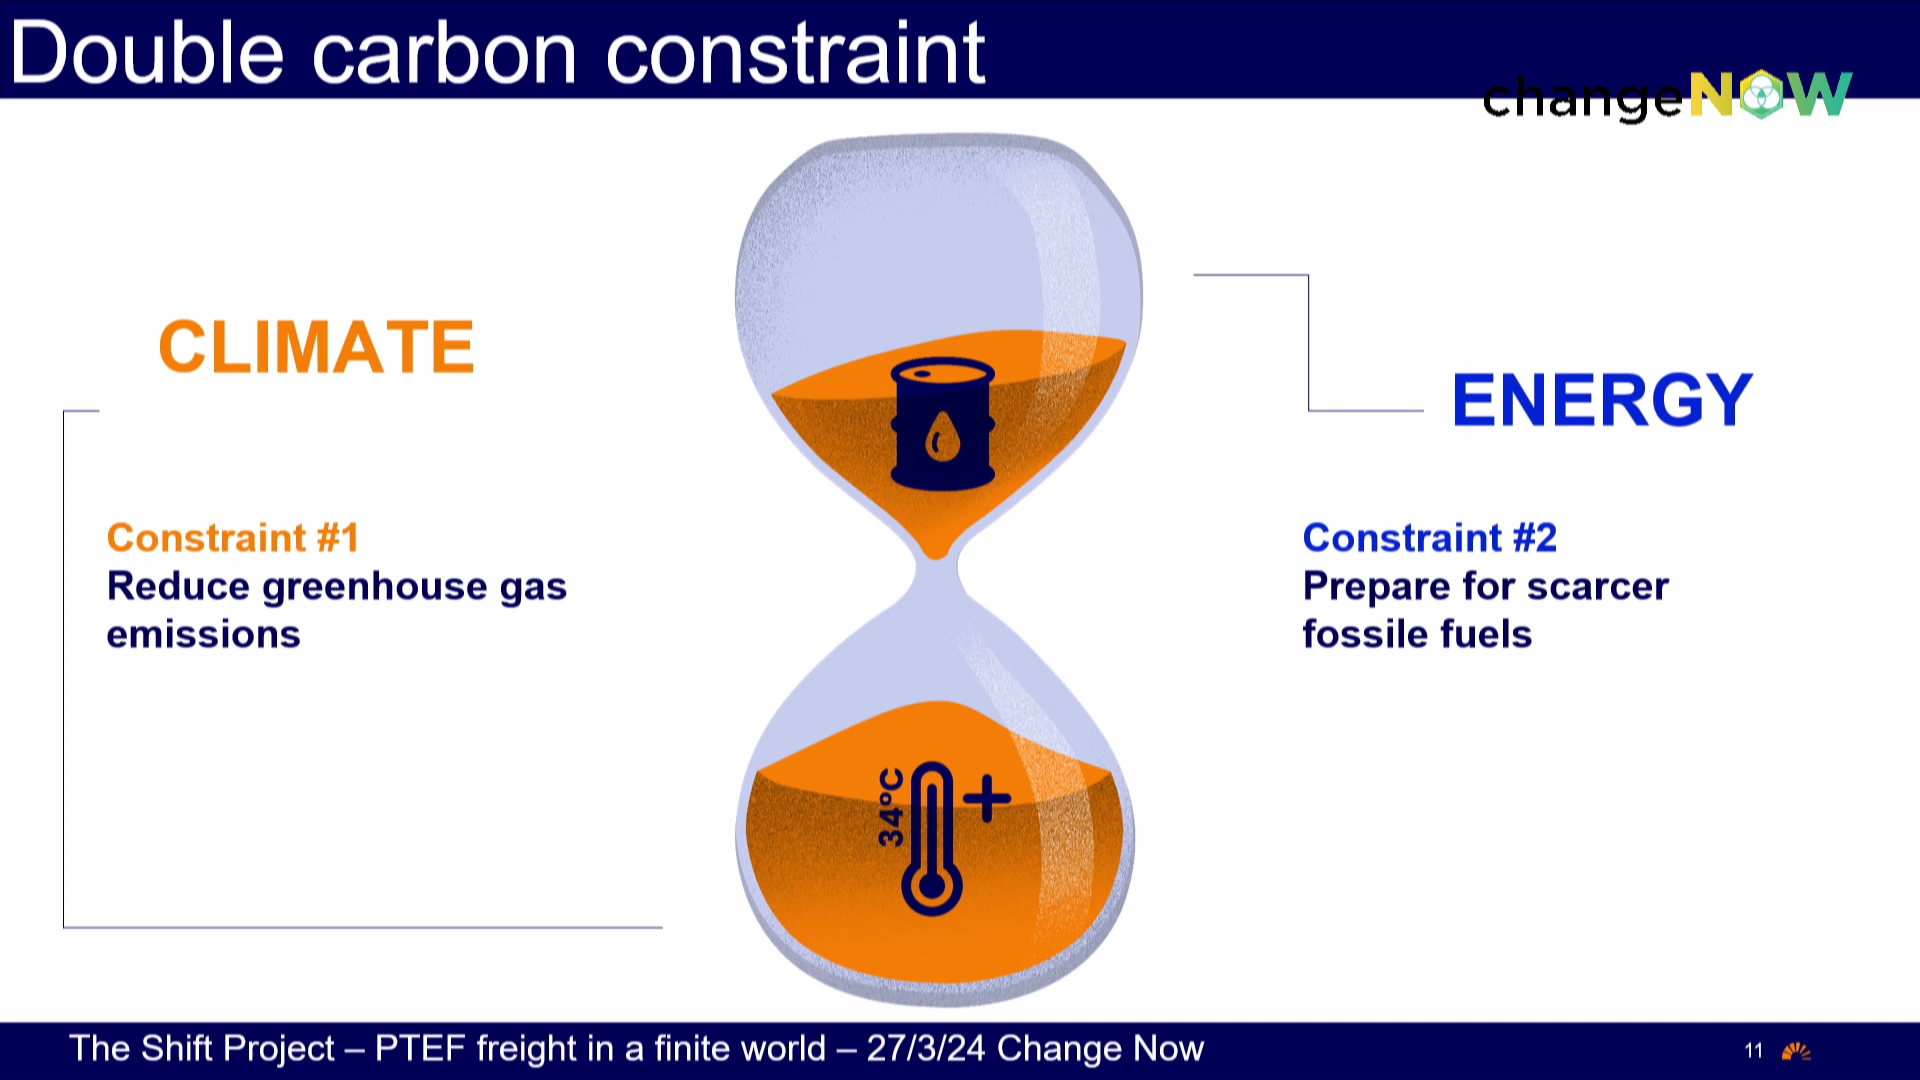 Double carbon constraint
changeNOW
CLIMATE
ENERGY
Constraint #1
Reduce greenhouse gas
emissions
Constraint #2
Prepare for scarcer
fossile fuels
34°C
The Shift Project – PTEF freight in a finite world – 27/3/24 Change Now
11